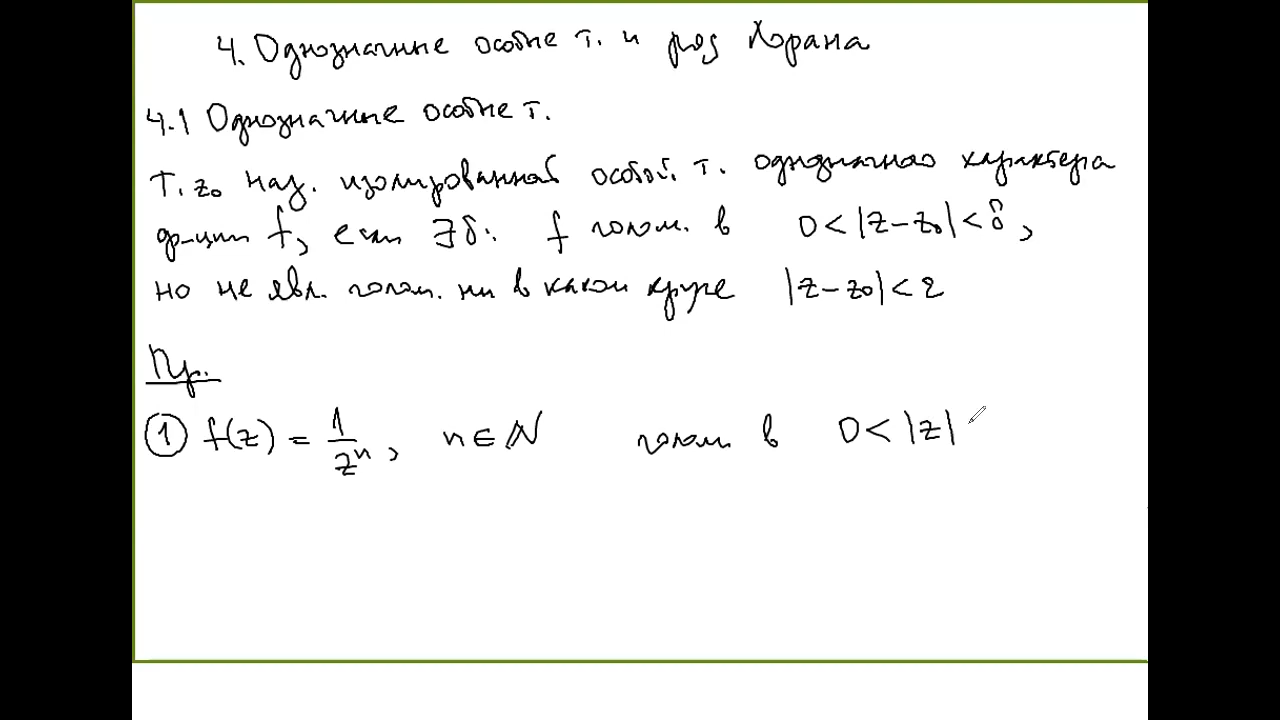 4. Однозначные особые т. и ряд Лорана
4.1 Однозначные особые т.
Т. z₀ наз. изолированной особой т. однозначного характера
ф-ции f, если ∃δ: f голом. в 0 < |z − z₀| < δ,
но не явл. голом. ни в каком круге |z − z₀| < r
Пр.
① f(z) = 1/zⁿ, n ∈ ℕ голом. в 0 < |z|